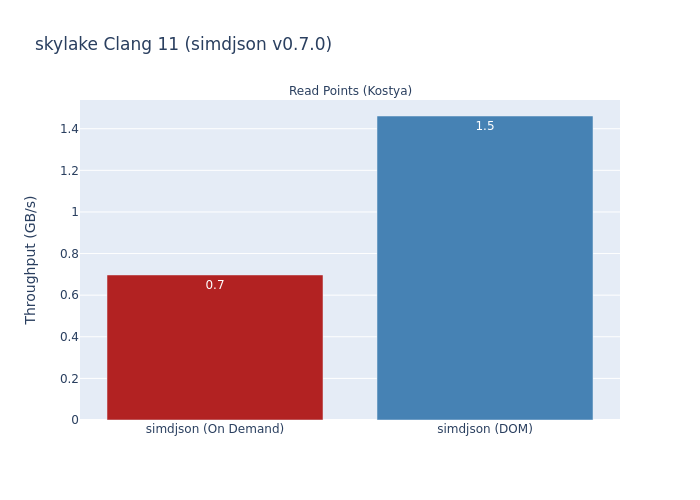 skylake Clang 11 (simdjson v0.7.0)
Read Points (Kostya)
Throughput (GB/s)
1.4
1.2
1
0.8
0.6
0.4
0.2
0
0.7
1.5
simdjson (On Demand)
simdjson (DOM)